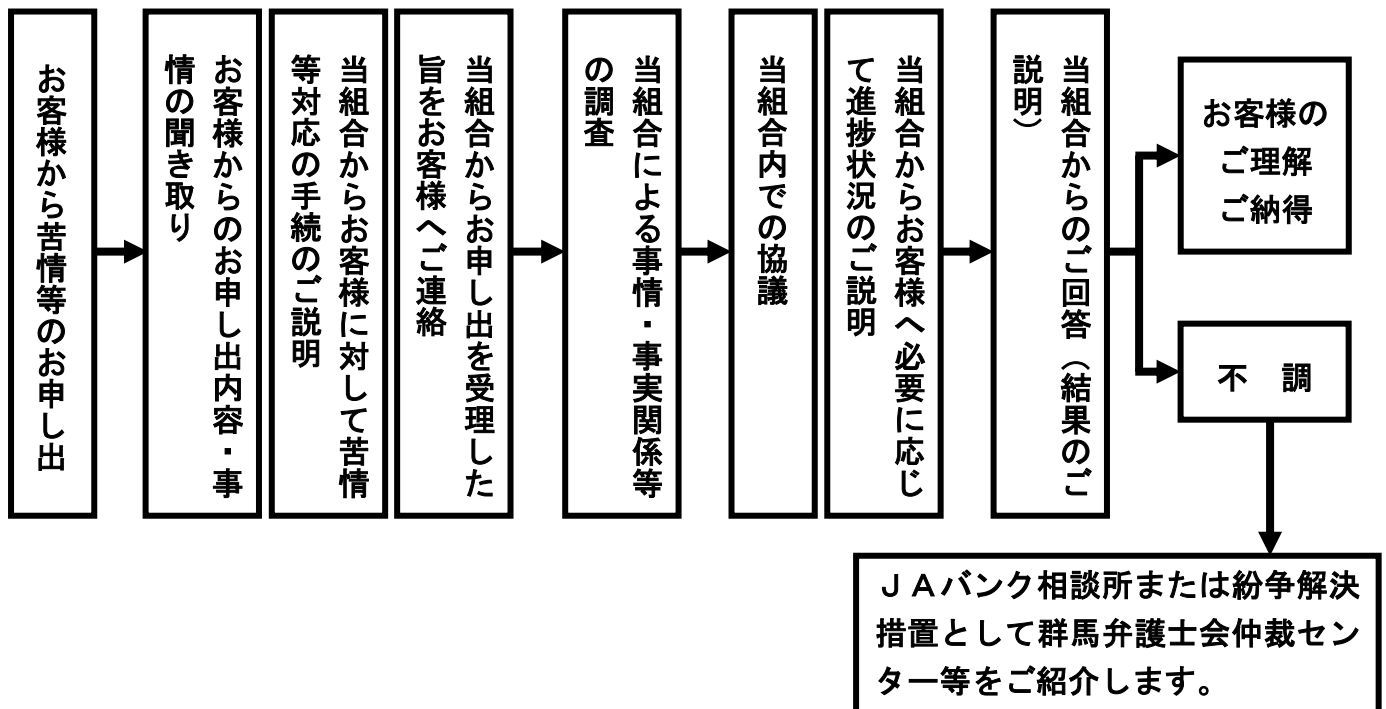 お客様から苦情等のお申し出
お客様からのお申し出内容・事
情の聞き取り
当組合からお客様に対して苦情
等対応の手続のご説明
当組合からお申し出を受理した
旨をお客様へご連絡
当組合による事情・事実関係等
の調査
当組合内での協議
当組合からお客様へ必要に応じ
て進捗状況のご説明
当組合からのご回答（結果のご
説明）
お客様の
ご理解
ご納得
不　調
ＪＡバンク相談所または紛争解決
措置として群馬弁護士会仲裁セン
ター等をご紹介します。